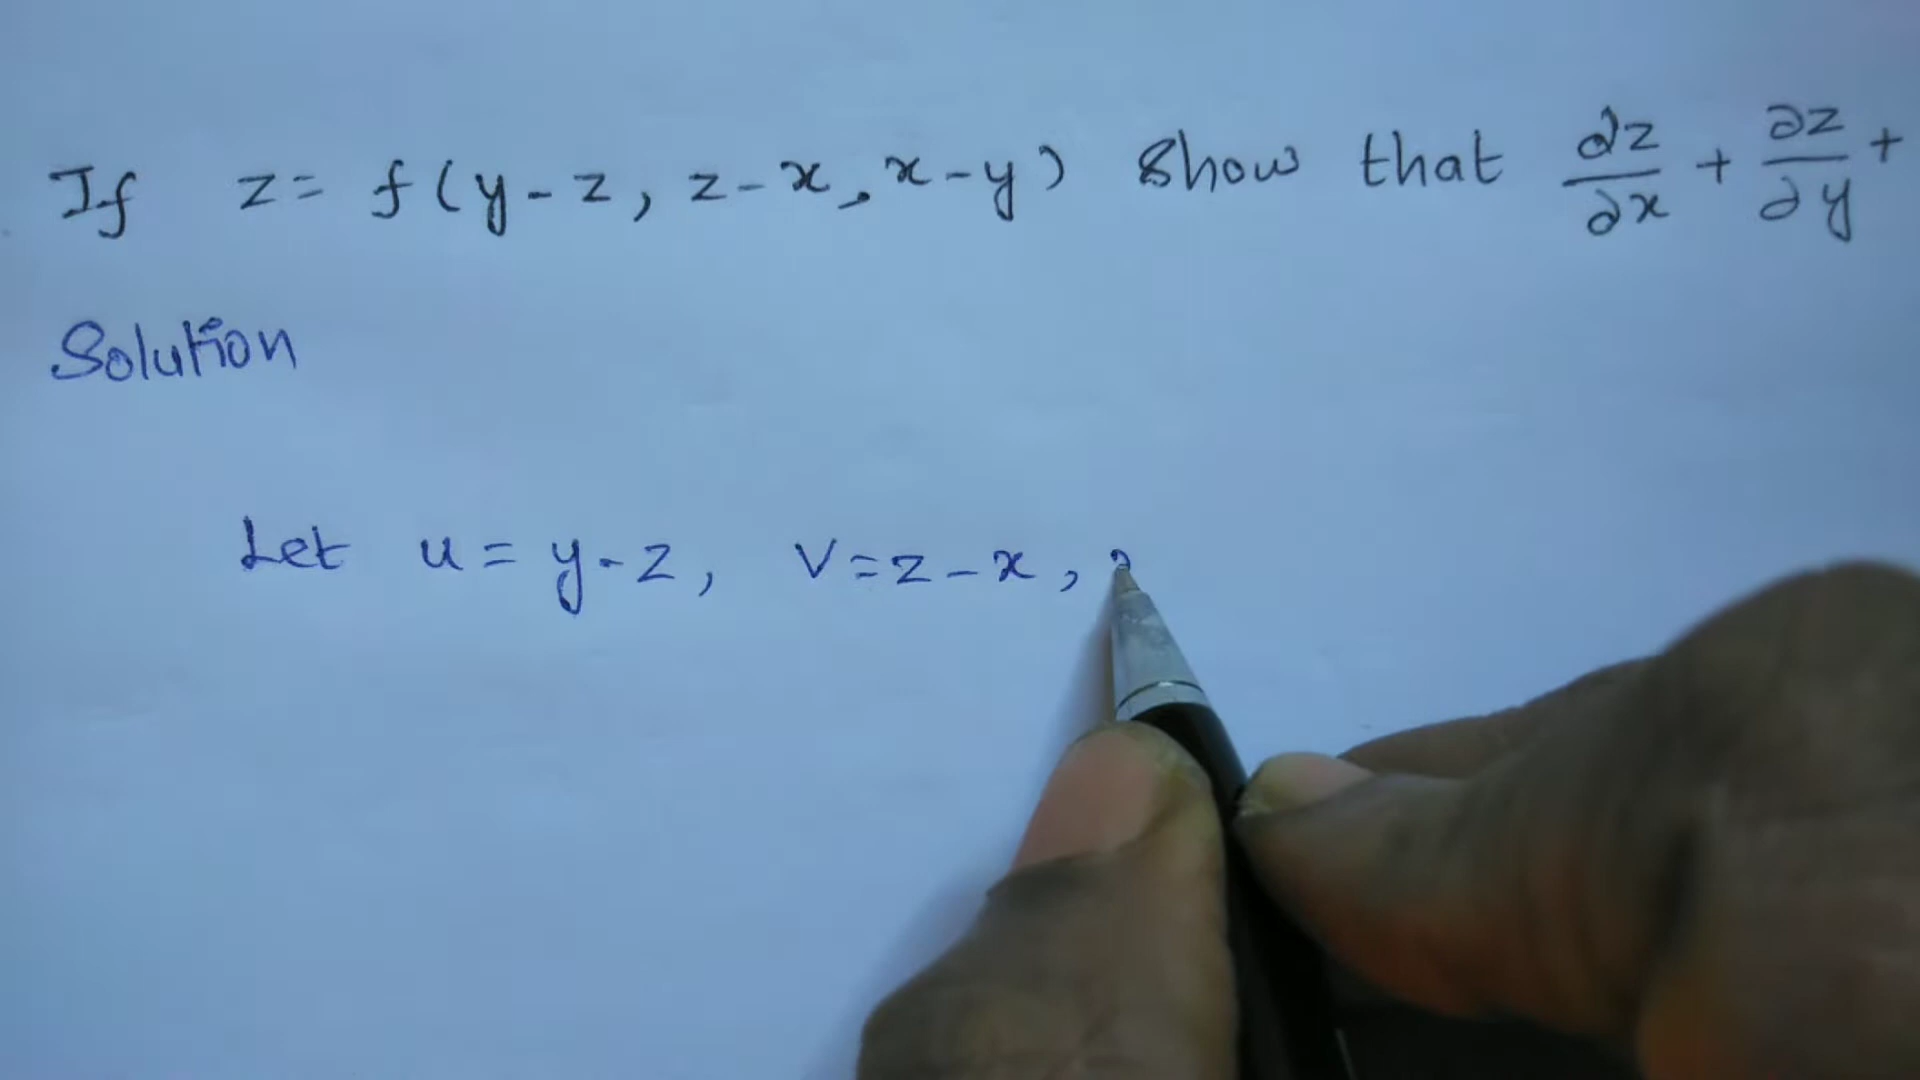 If z = f(y-z, z-x, x-y) Show that ∂z/∂x + ∂z/∂y +
Solution
Let u = y-z, v = z-x,